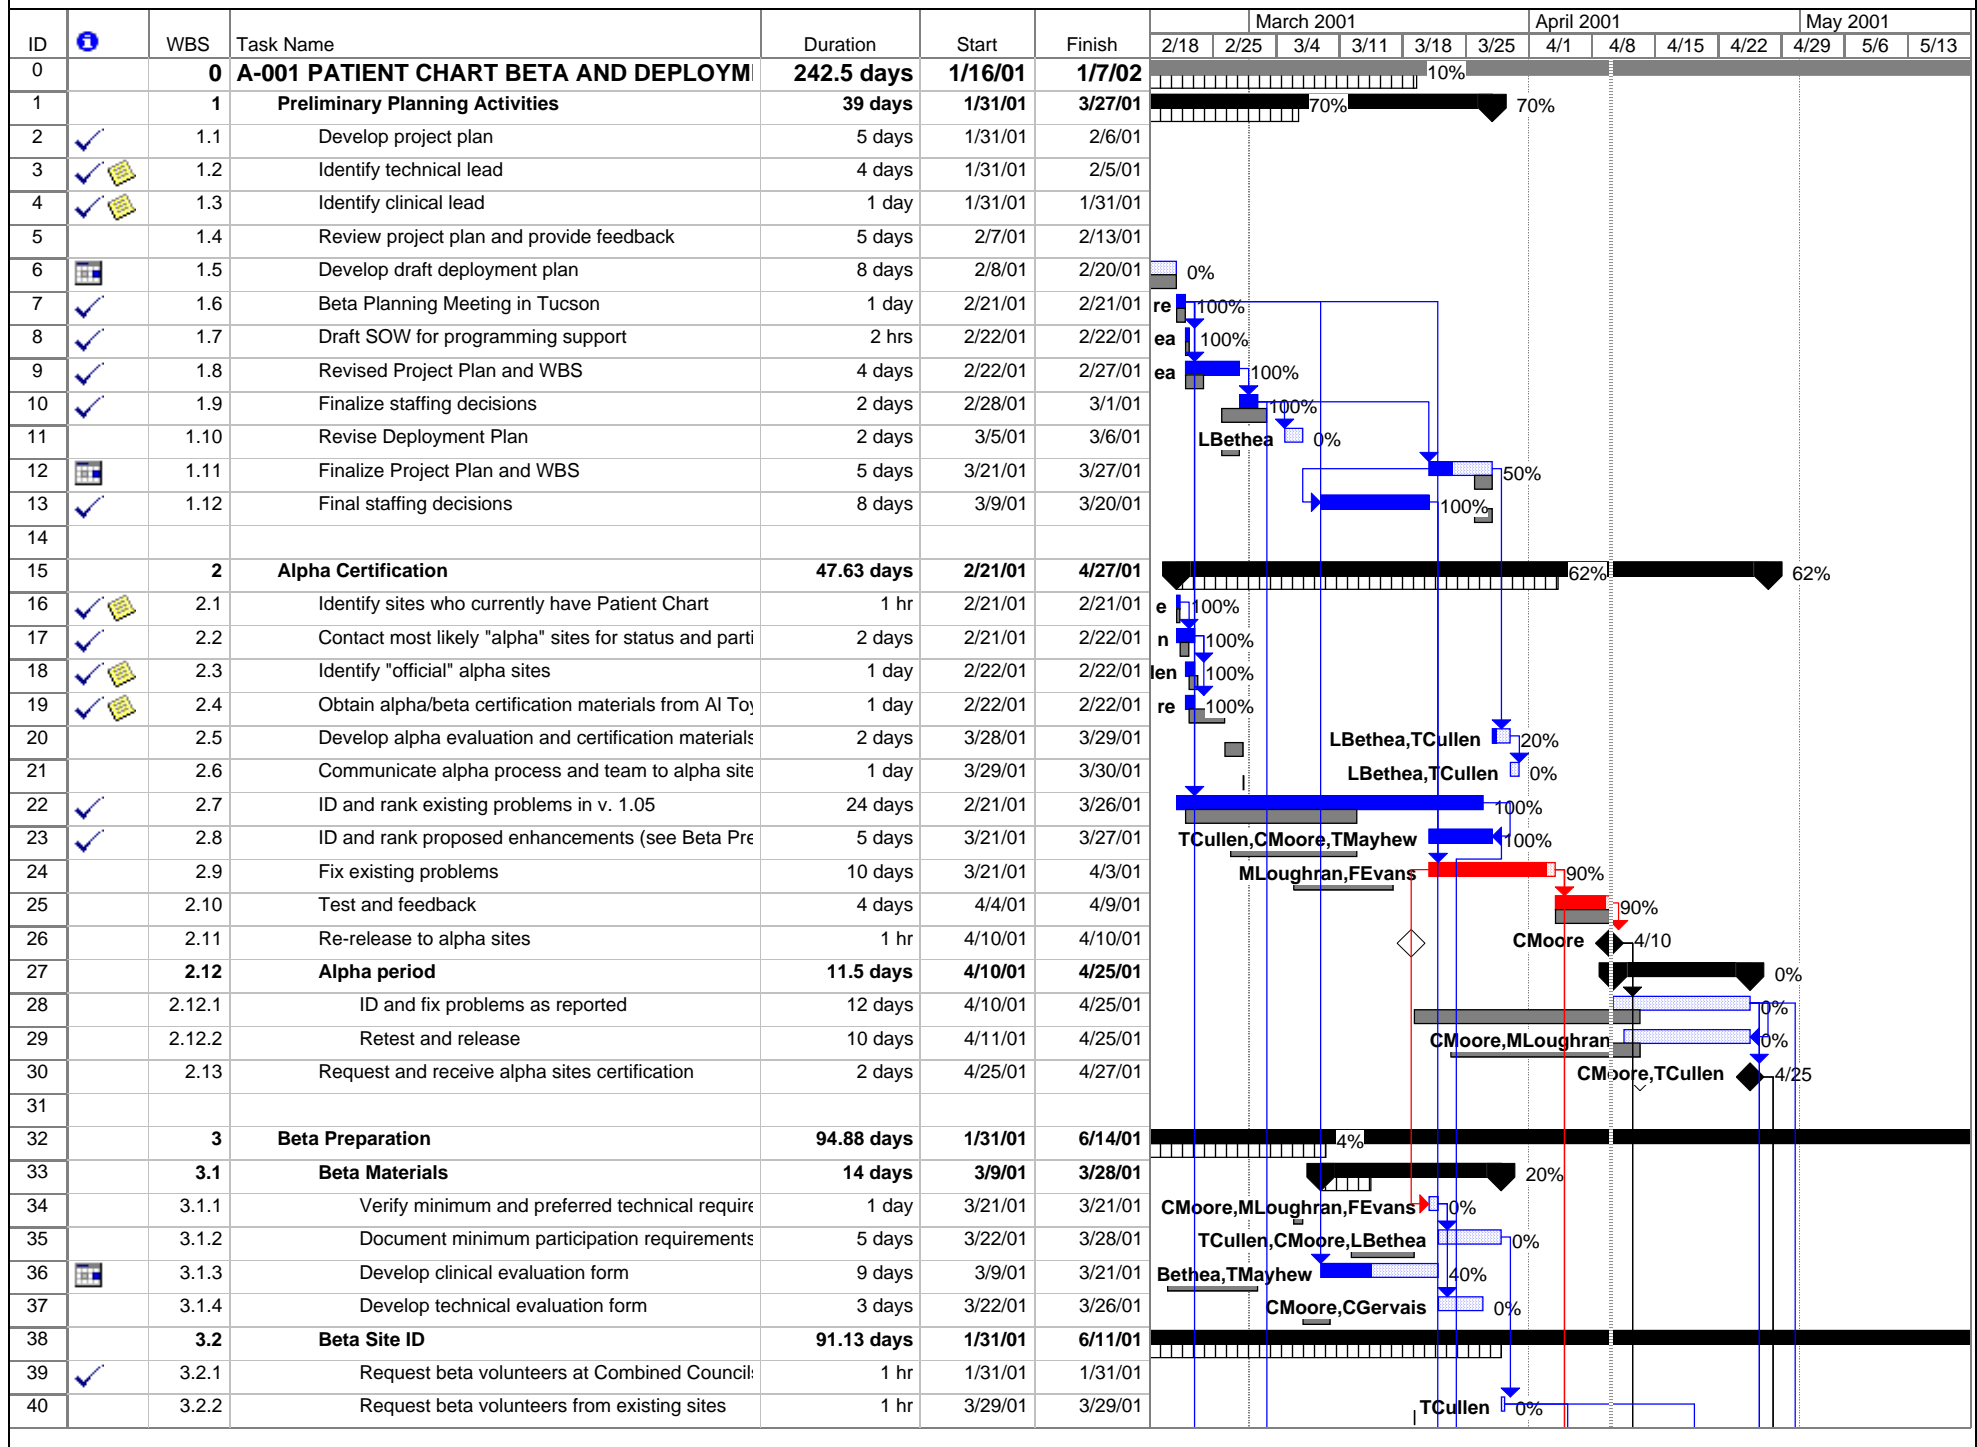 March 2001 April 2001 May 2001
ID WBS Task Name Duration Start Finish 2/18 2/25 3/4 3/11 3/18 3/25 4/1 4/8 4/15 4/22 4/29 5/6 5/13
0 0 A-001 PATIENT CHART BETA AND DEPLOYM 242.5 days 1/16/01 1/7/02 10%
1 1 Preliminary Planning Activities 39 days 1/31/01 3/27/01 70% 70%
2 1.1 Develop project plan 5 days 1/31/01 2/6/01
3 1.2 Identify technical lead 4 days 1/31/01 2/5/01
4 1.3 Identify clinical lead 1 day 1/31/01 1/31/01
5 1.4 Review project plan and provide feedback 5 days 2/7/01 2/13/01
6 1.5 Develop draft deployment plan 8 days 2/8/01 2/20/01 0%
7 1.6 Beta Planning Meeting in Tucson 1 day 2/21/01 2/21/01 re 100%
8 1.7 Draft SOW for programming support 2 hrs 2/22/01 2/22/01 ea 100%
9 1.8 Revised Project Plan and WBS 4 days 2/22/01 2/27/01 ea 100%
10 1.9 Finalize staffing decisions 2 days 2/28/01 3/1/01 100%
11 1.10 Revise Deployment Plan 2 days 3/5/01 3/6/01 LBethea 0%
12 1.11 Finalize Project Plan and WBS 5 days 3/21/01 3/27/01 50%
13 1.12 Final staffing decisions 8 days 3/9/01 3/20/01 100%
14
15 2 Alpha Certification 47.63 days 2/21/01 4/27/01 62% 62%
16 2.1 Identify sites who currently have Patient Chart 1 hr 2/21/01 2/21/01 e 100%
17 2.2 Contact most likely "alpha" sites for status and parti 2 days 2/21/01 2/22/01 n 100%
18 2.3 Identify "official" alpha sites 1 day 2/22/01 2/22/01 len 100%
19 2.4 Obtain alpha/beta certification materials from Al Toy 1 day 2/22/01 2/22/01 re 100%
20 2.5 Develop alpha evaluation and certification materials 2 days 3/28/01 3/29/01 LBethea,TCullen 20%
21 2.6 Communicate alpha process and team to alpha site 1 day 3/29/01 3/30/01 LBethea,TCullen 0%
22 2.7 ID and rank existing problems in v. 1.05 24 days 2/21/01 3/26/01 100%
23 2.8 ID and rank proposed enhancements (see Beta Pre 5 days 3/21/01 3/27/01 TCullen,CMoore,TMayhew 100%
24 2.9 Fix existing problems 10 days 3/21/01 4/3/01 MLoughran,FEvans 90%
25 2.10 Test and feedback 4 days 4/4/01 4/9/01 90%
26 2.11 Re-release to alpha sites 1 hr 4/10/01 4/10/01 CMoore 4/10
27 2.12 Alpha period 11.5 days 4/10/01 4/25/01 0%
28 2.12.1 ID and fix problems as reported 12 days 4/10/01 4/25/01 0%
29 2.12.2 Retest and release 10 days 4/11/01 4/25/01 CMoore,MLoughran 0%
30 2.13 Request and receive alpha sites certification 2 days 4/25/01 4/27/01 CMoore,TCullen 4/25
31
32 3 Beta Preparation 94.88 days 1/31/01 6/14/01 4%
33 3.1 Beta Materials 14 days 3/9/01 3/28/01 20%
34 3.1.1 Verify minimum and preferred technical require 1 day 3/21/01 3/21/01 CMoore,MLoughran,FEvans 0%
35 3.1.2 Document minimum participation requirements 5 days 3/22/01 3/28/01 TCullen,CMoore,LBethea 0%
36 3.1.3 Develop clinical evaluation form 9 days 3/9/01 3/21/01 Bethea,TMayhew 40%
37 3.1.4 Develop technical evaluation form 3 days 3/22/01 3/26/01 CMoore,CGervais 0%
38 3.2 Beta Site ID 91.13 days 1/31/01 6/11/01
39 3.2.1 Request beta volunteers at Combined Councils 1 hr 1/31/01 1/31/01
40 3.2.2 Request beta volunteers from existing sites 1 hr 3/29/01 3/29/01 TCullen 0%